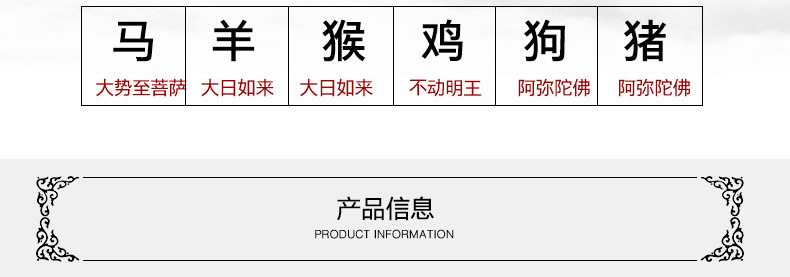 马 羊 猴 鸡 狗 猪
大势至菩萨 大日如来 大日如来 不动明王 阿弥陀佛 阿弥陀佛
产品信息
PRODUCT INFORMATION